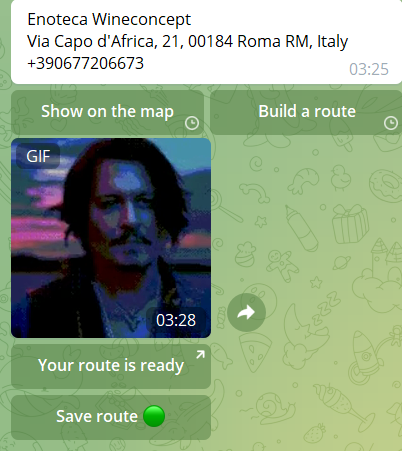 Enoteca Wineconcept
Via Capo d'Africa, 21, 00184 Roma RM, Italy
+390677206673
03:25
Show on the map
Build a route
GIF
03:28
Your route is ready
Save route